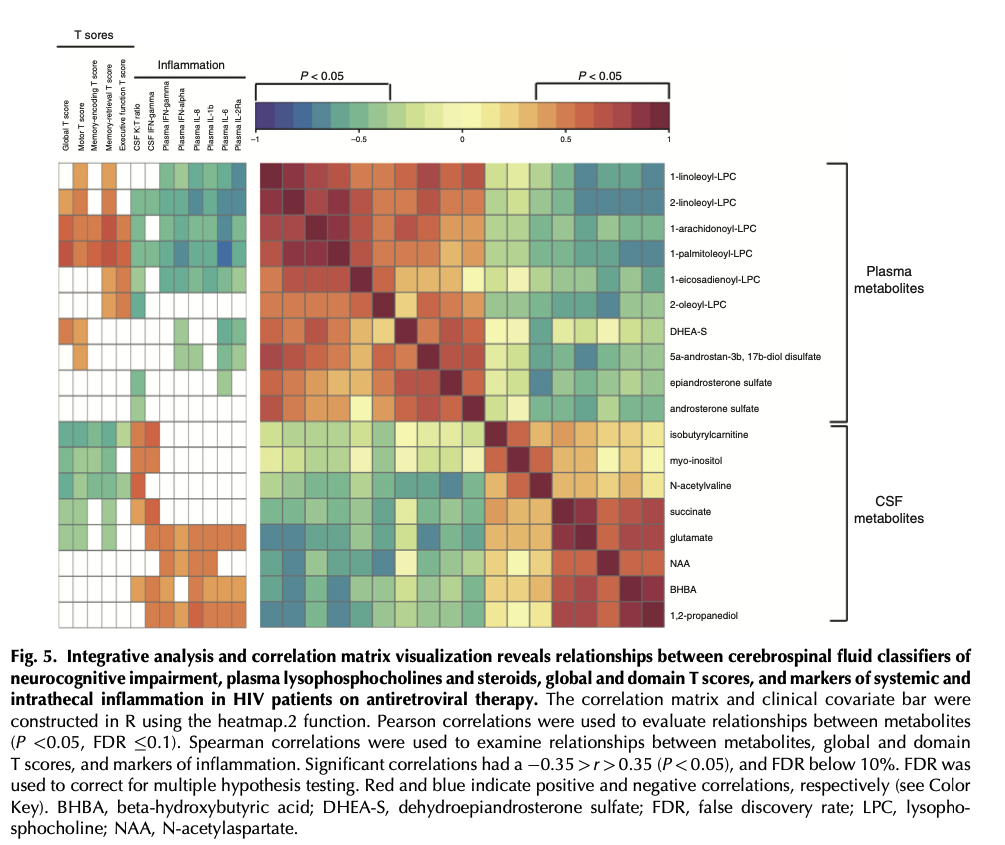 T sores
Inflammation
P < 0.05
P < 0.05
Global T score
Motor T score
Memory-encoding T score
Memory-retrieval T score
Executive function T score
CSF K:T ratio
CSF IFN-gamma
Plasma IFN-gamma
Plasma IFN-alpha
Plasma IL-8
Plasma IL-1b
Plasma IL-6
Plasma IL-2Ra
−1
−0.5
0
0.5
1
1-linoleoyl-LPC
2-linoleoyl-LPC
1-arachidonoyl-LPC
1-palmitoleoyl-LPC
1-eicosadienoyl-LPC
2-oleoyl-LPC
DHEA-S
5a-androstan-3b, 17b-diol disulfate
epiandrosterone sulfate
androsterone sulfate
Plasma
metabolites
isobutyrylcarnitine
myo-inositol
N-acetylvaline
succinate
glutamate
NAA
BHBA
1,2-propanediol
CSF
metabolites
Fig. 5. Integrative analysis and correlation matrix visualization reveals relationships between cerebrospinal fluid classifiers of
neurocognitive impairment, plasma lysophosphocholines and steroids, global and domain T scores, and markers of systemic and
intrathecal inflammation in HIV patients on antiretroviral therapy. The correlation matrix and clinical covariate bar were
constructed in R using the heatmap.2 function. Pearson correlations were used to evaluate relationships between metabolites
(P <0.05, FDR ≤0.1). Spearman correlations were used to examine relationships between metabolites, global and domain
T scores, and markers of inflammation. Significant correlations had a −0.35 > r > 0.35 (P < 0.05), and FDR below 10%. FDR was
used to correct for multiple hypothesis testing. Red and blue indicate positive and negative correlations, respectively (see Color
Key). BHBA, beta-hydroxybutyric acid; DHEA-S, dehydroepiandrosterone sulfate; FDR, false discovery rate; LPC, lysopho-
sphocholine; NAA, N-acetylaspartate.